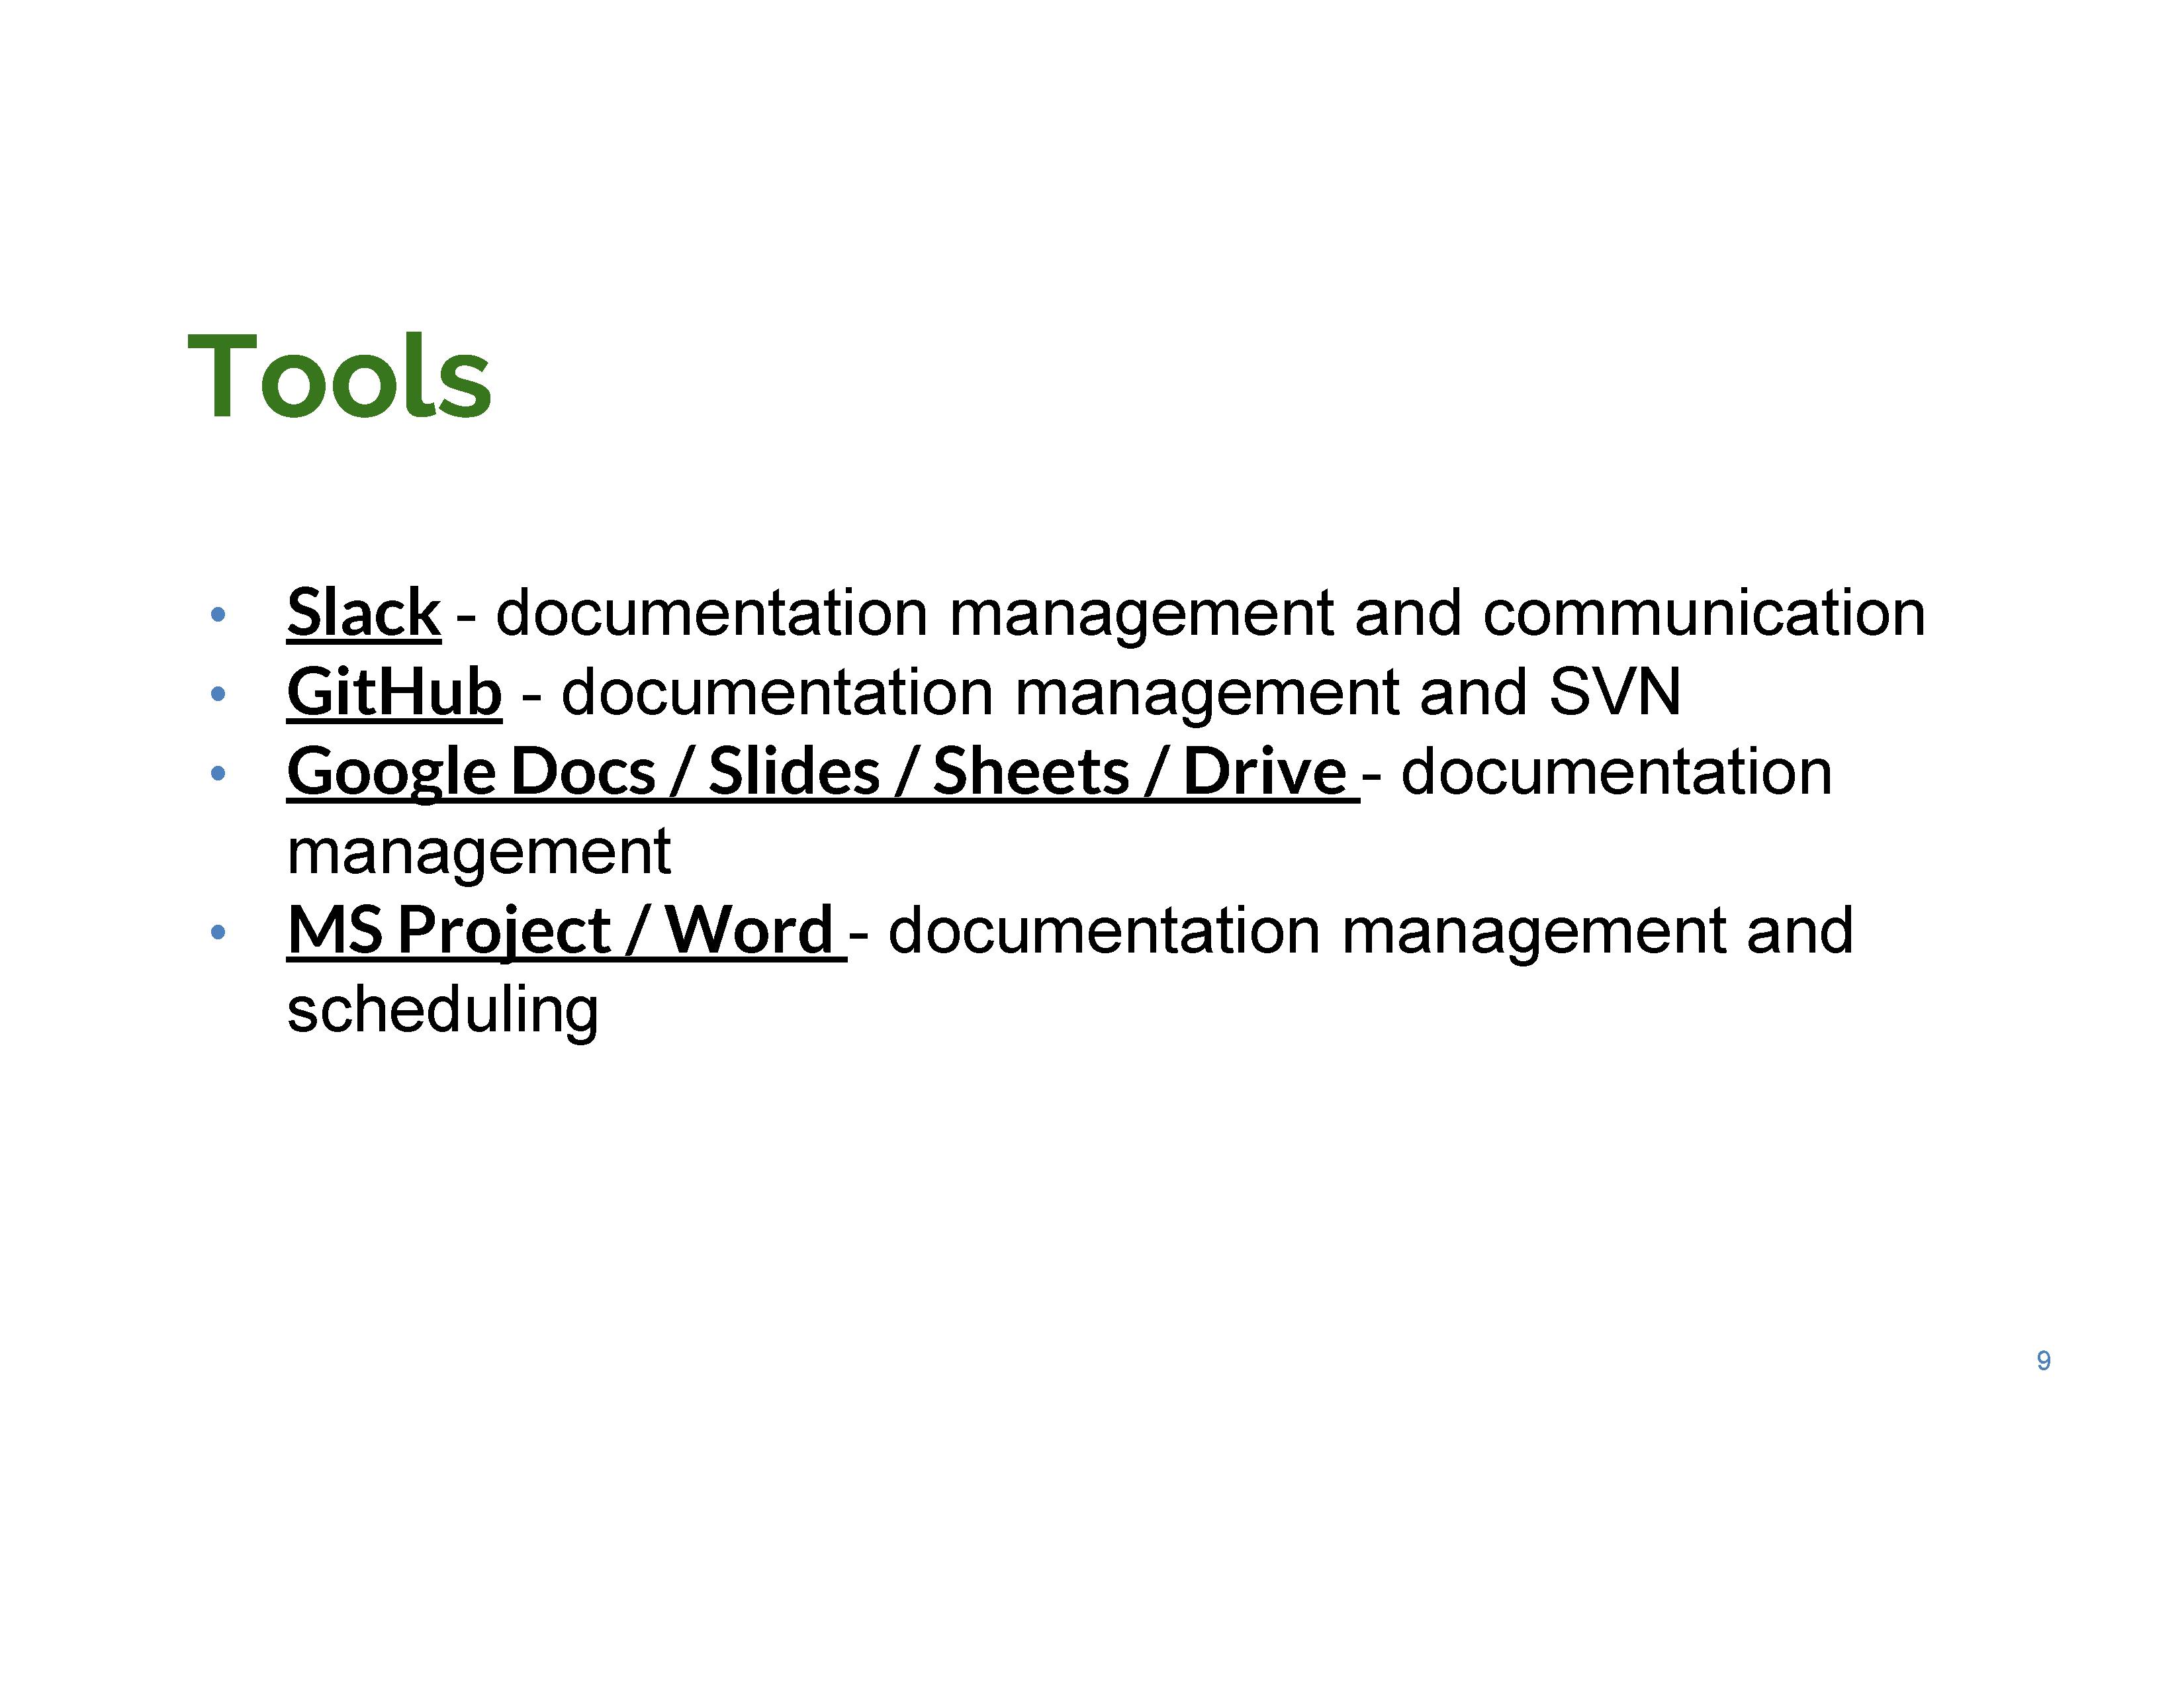 Tools
• Slack - documentation management and communication
• GitHub - documentation management and SVN
• Google Docs / Slides / Sheets / Drive - documentation
management
• MS Project / Word - documentation management and
scheduling
9